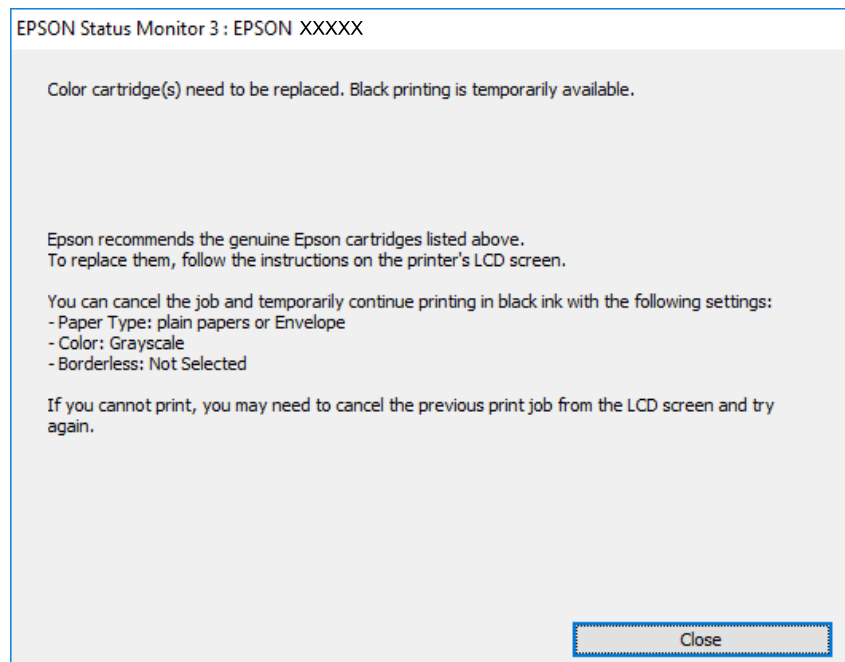 EPSON Status Monitor 3 : EPSON XXXXX
Color cartridge(s) need to be replaced. Black printing is temporarily available.
Epson recommends the genuine Epson cartridges listed above.
To replace them, follow the instructions on the printer's LCD screen.
You can cancel the job and temporarily continue printing in black ink with the following settings:
- Paper Type: plain papers or Envelope
- Color: Grayscale
- Borderless: Not Selected
If you cannot print, you may need to cancel the previous print job from the LCD screen and try
again.
Close